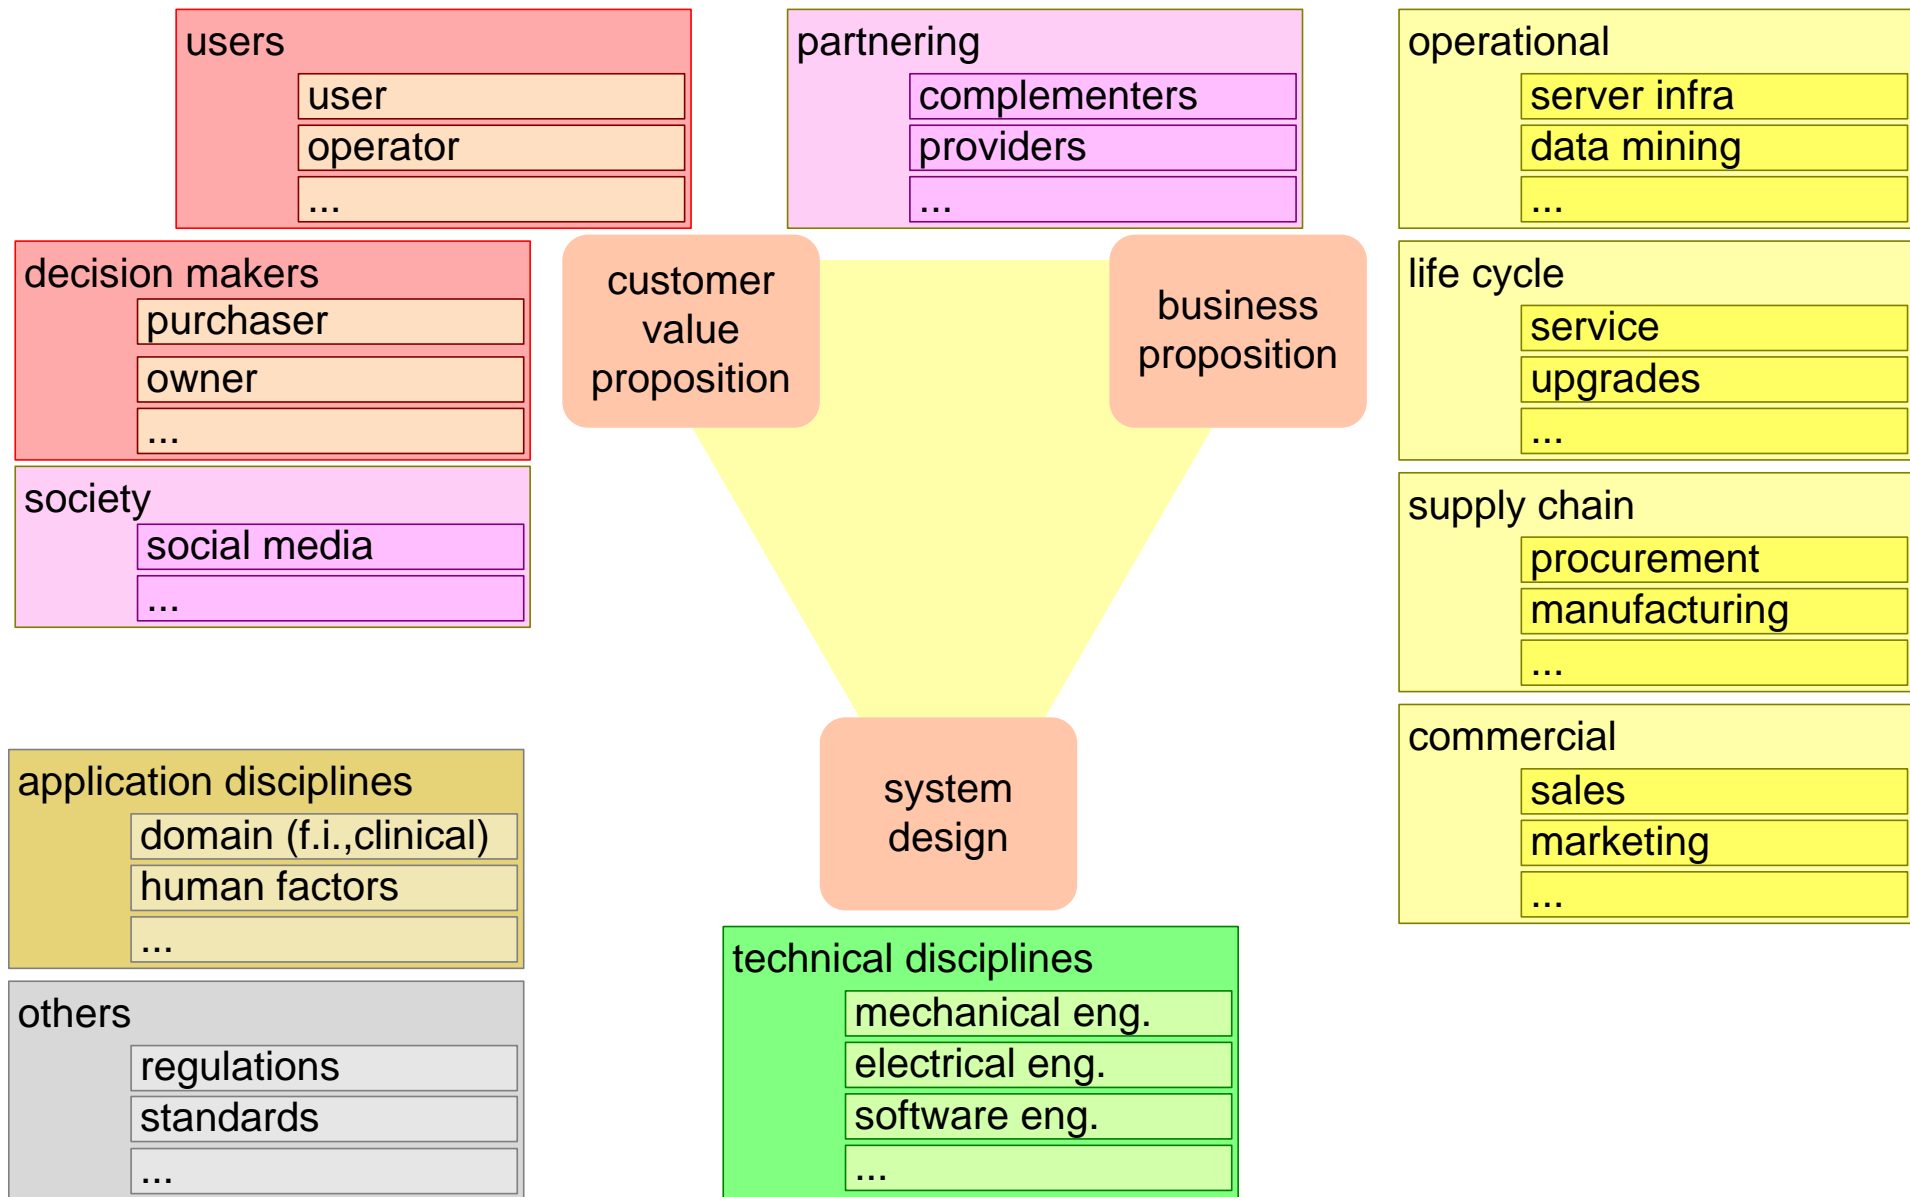 users
user
operator
...
partnering
complementers
providers
...
operational
server infra
data mining
...
decision makers
purchaser
owner
...
customer
value
proposition
business
proposition
life cycle
service
upgrades
...
society
social media
...
supply chain
procurement
manufacturing
...
system
design
commercial
sales
marketing
...
application disciplines
domain (f.i.,clinical)
human factors
...
technical disciplines
mechanical eng.
electrical eng.
software eng.
...
others
regulations
standards
...